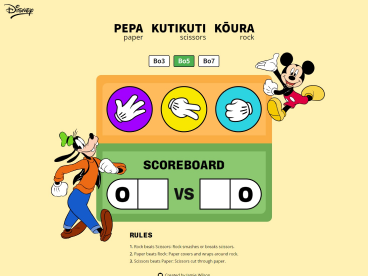 Disney
PEPA KUTIKUTI KŌURA
paper scissors rock
Bo3 Bo5 Bo7
SCOREBOARD
0 VS 0
RULES
1. Rock beats Scissors: Rock smashes or breaks scissors.
2. Paper beats Rock: Paper covers and wraps around rock.
3. Scissors beats Paper: Scissors cut through paper.
Created by